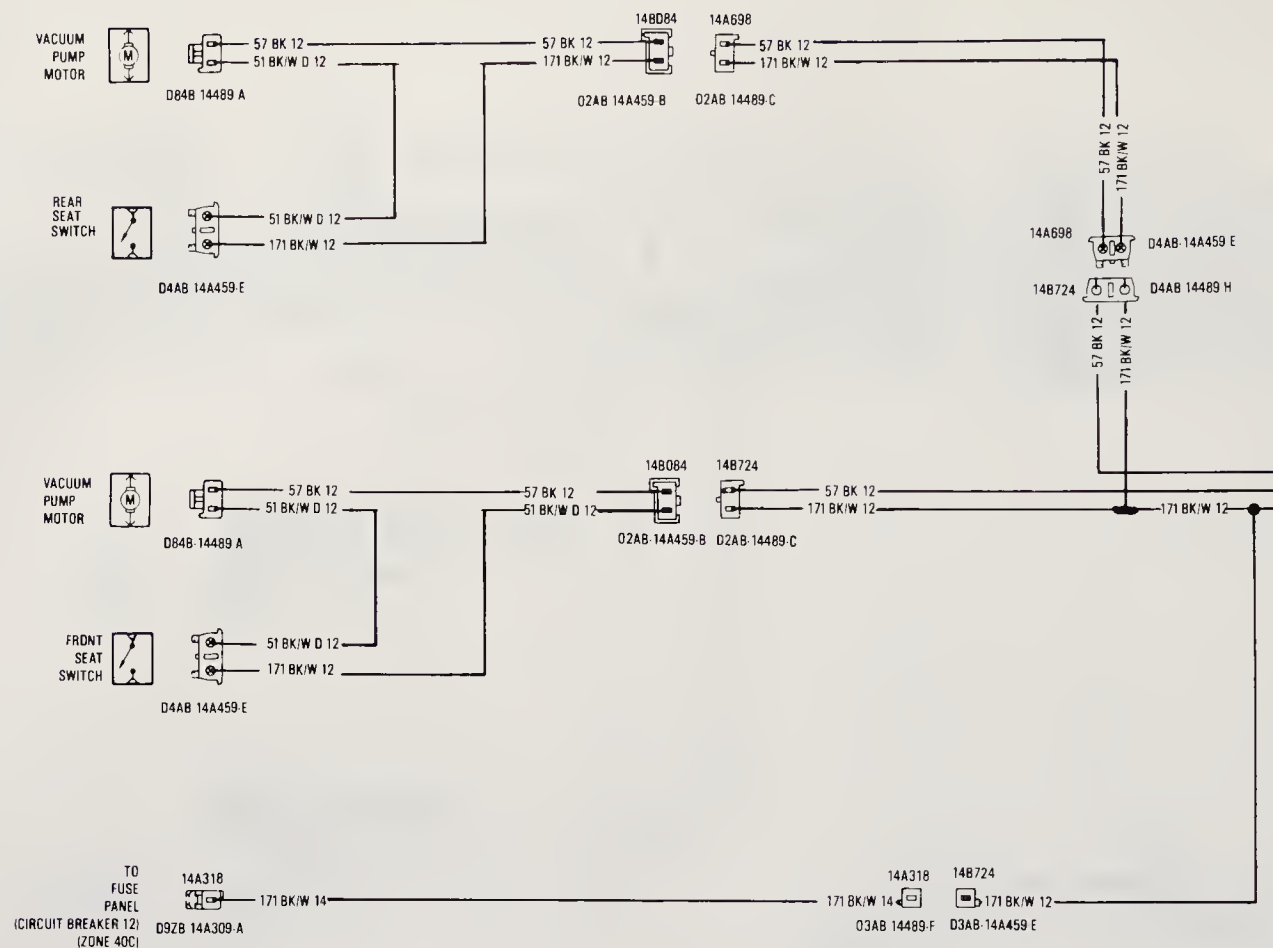 14BD84
14A698
VACUUM
PUMP
MOTOR
57 BK 12
57 BK 12
57 BK 12
51 BK/W D 12
171 BK/W 12
171 BK/W 12
D84B 14489 A
02AB 14A459-B
02AB 14489-C
57 BK 12
171 BK/W 12
REAR
SEAT
SWITCH
51 BK/W D 12
171 BK/W 12
D4AB 14A459-E
14A698
D4AB-14A459 E
14B724
D4AB 14489 H
57 BK 12
171 BK/W 12
14B084
14B724
VACUUM
PUMP
MOTOR
57 BK 12
57 BK 12
57 BK 12
51 BK/W D 12
51 BK/W D 12
171 BK/W 12
171 BK/W 12
D84B-14489 A
02AB-14A459-B
D2AB-14489-C
FRONT
SEAT
SWITCH
51 BK/W D 12
171 BK/W 12
D4AB 14A459-E
TO
FUSE
PANEL
(CIRCUIT BREAKER 12)
(ZONE 40C)
14A318
171 BK/W 14
D9ZB 14A309-A
14A318
14B724
171 BK/W 14
171 BK/W 12
03AB 14489-F
D3AB-14A459 E